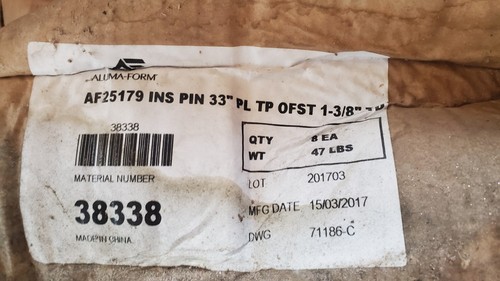 ALUMA-FORM
AF25179 INS PIN 33" PL TP OFST 1-3/8"
38338
QTY 8 EA
WT 47 LBS
MATERIAL NUMBER
LOT 201703
38338
MFG DATE 15/03/2017
MADE IN CHINA
DWG 71186-C